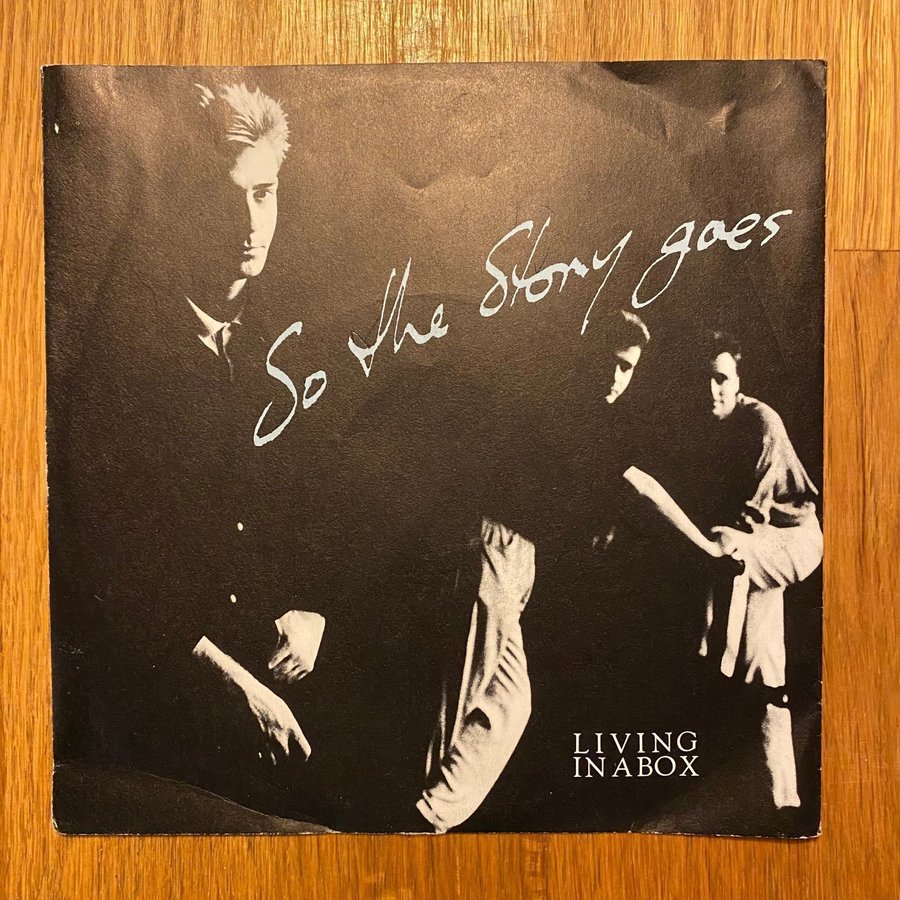 So the Story goes
LIVING
IN A BOX